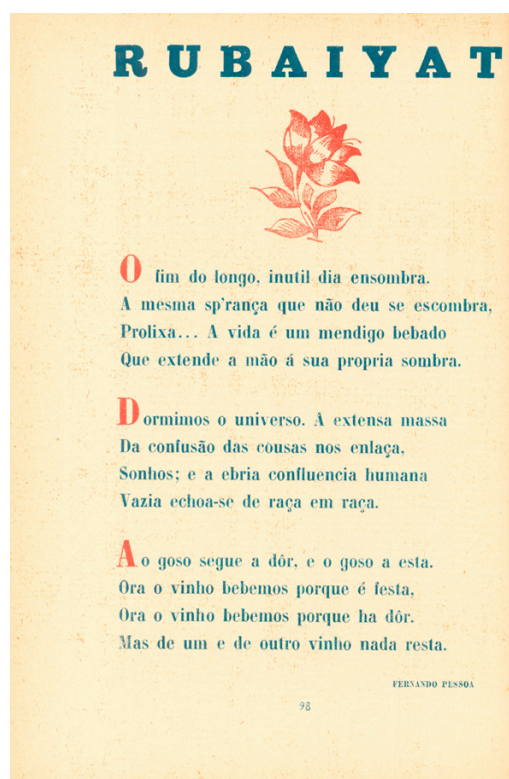 RUBAIYAT
O fim do longo, inutil dia ensombra.
A mesma sp'rança que não deu se escombra,
Prolixa... A vida é um mendigo bebado
Que extende a mão á sua propria sombra.
Dormimos o universo. A extensa massa
Da confusão das cousas nos enlaça,
Sonhos; e a ebria confluencia humana
Vazia echoa-se de raça em raça.
Ao goso segue a dôr, e o goso a esta.
Ora o vinho bebemos porque é festa,
Ora o vinho bebemos porque ha dôr.
Mas de um e de outro vinho nada resta.
FERNANDO PESSOA
98